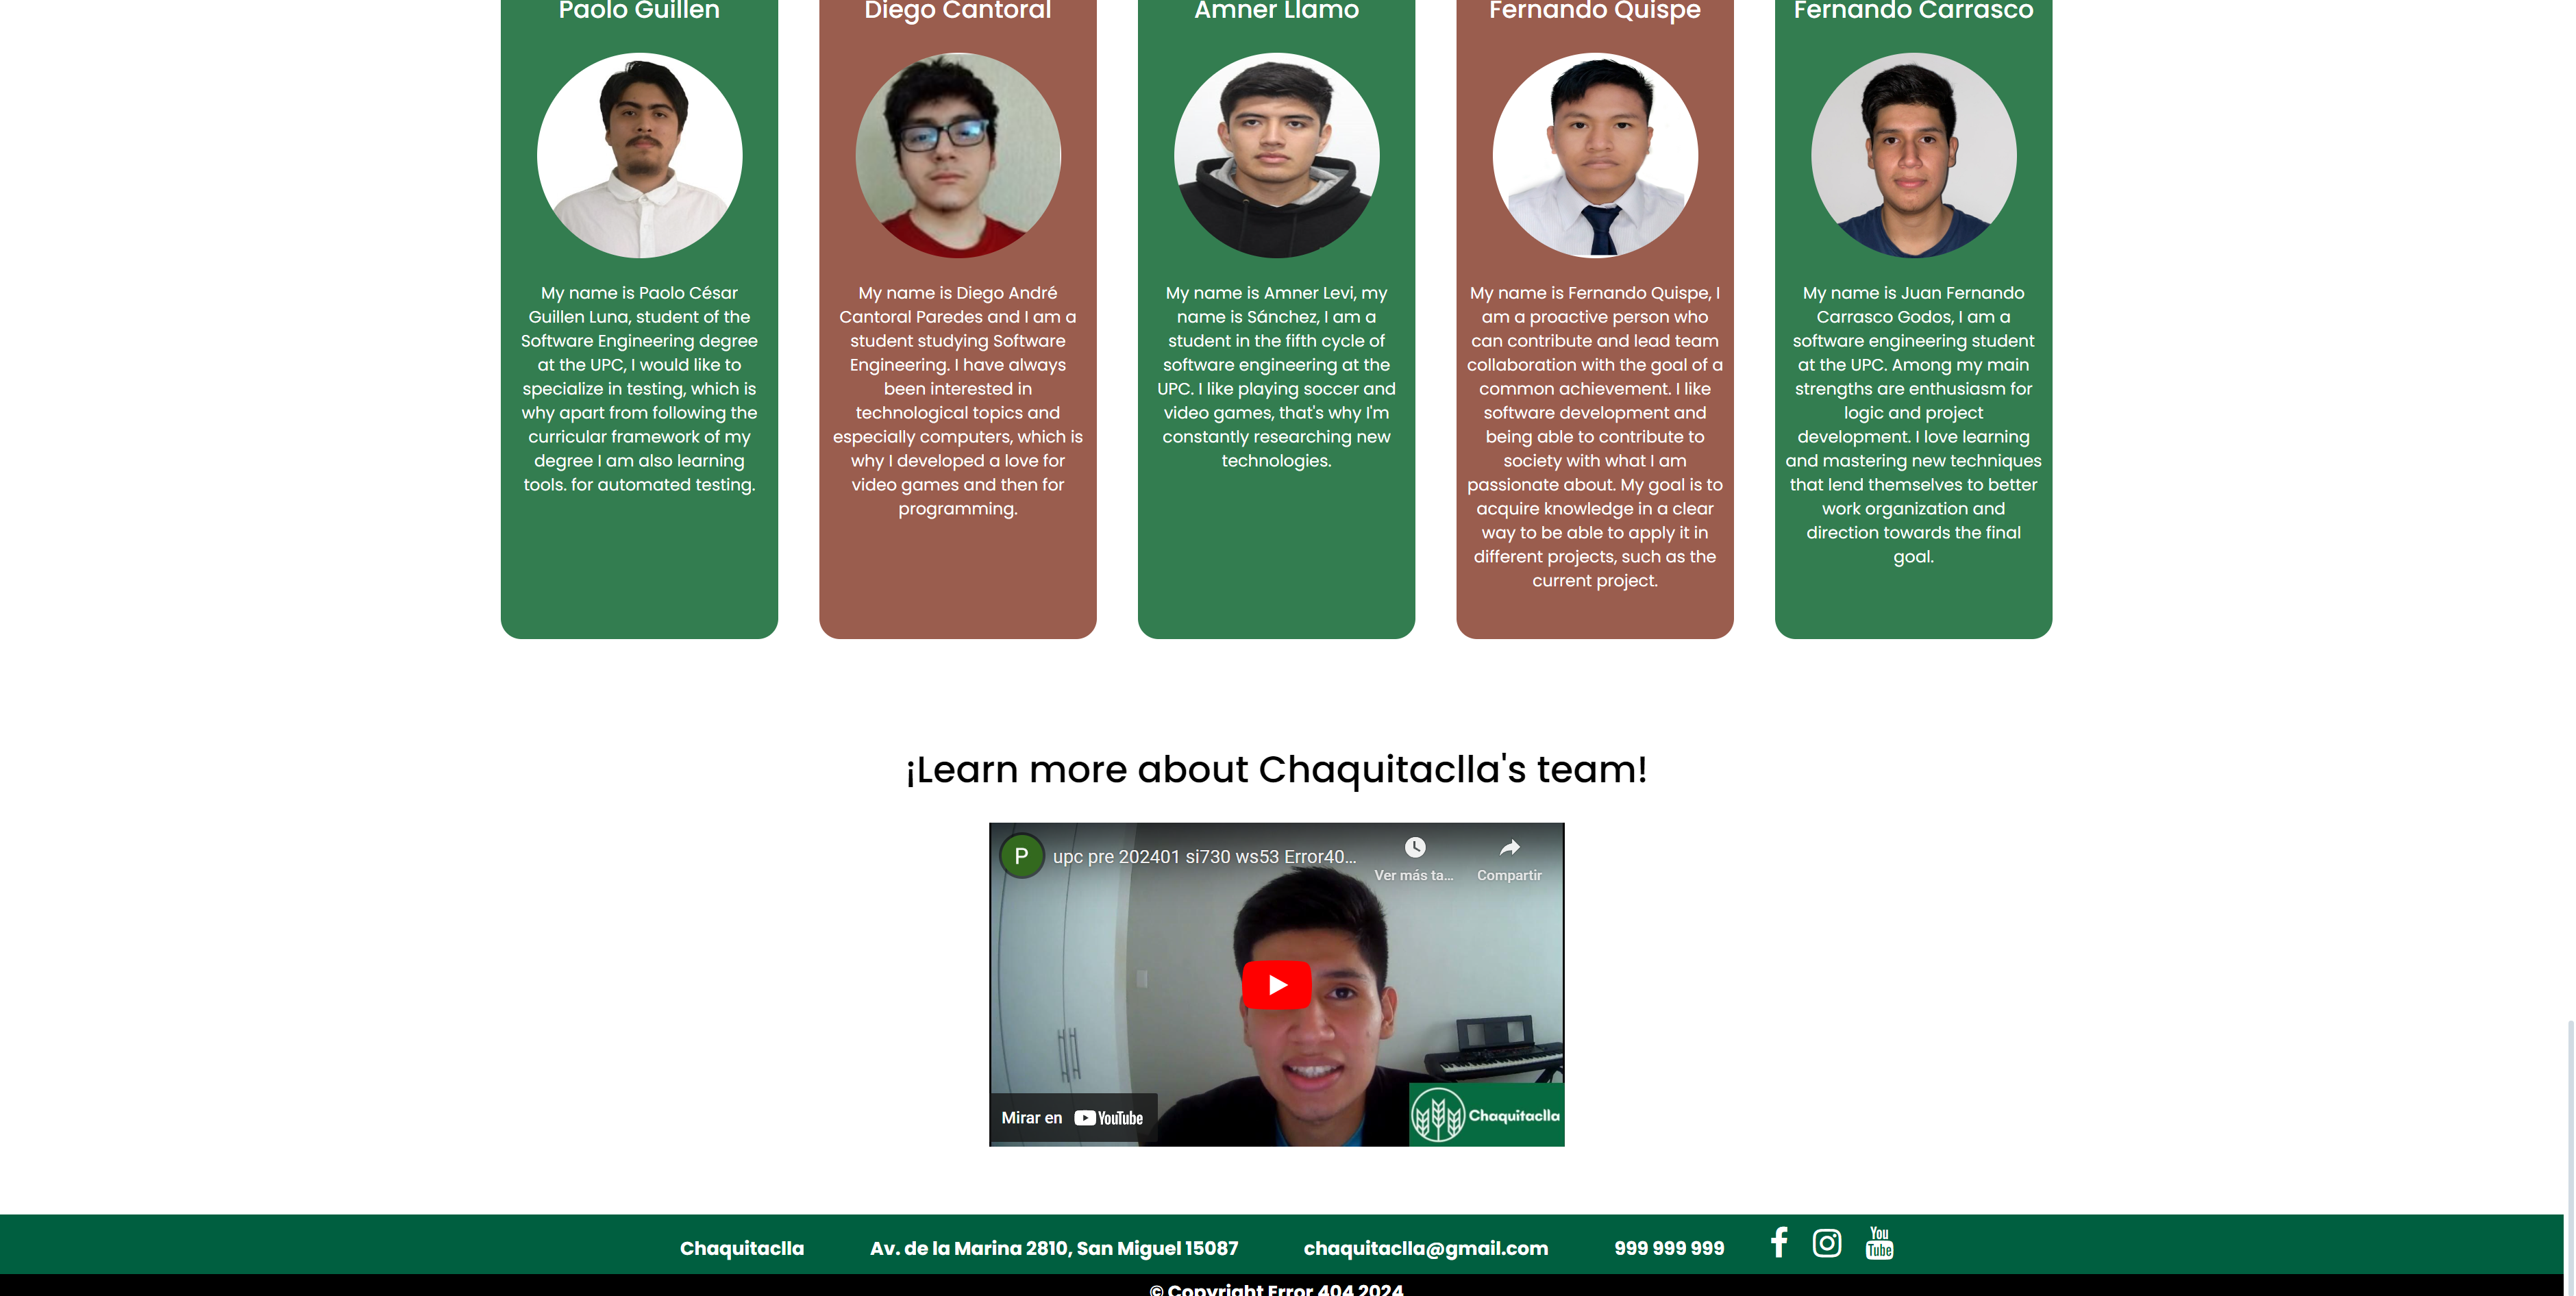 Paolo Guillen
My name is Paolo César
Guillen Luna, student of the
Software Engineering degree
at the UPC, I would like to
specialize in testing, which is
why apart from following the
curricular framework of my
degree I am also learning
tools. for automated testing.
Diego Cantoral
My name is Diego André
Cantoral Paredes and I am a
student studying Software
Engineering. I have always
been interested in
technological topics and
especially computers, which is
why I developed a love for
video games and then for
programming.
Amner Llamo
My name is Amner Levi, my
name is Sánchez, I am a
student in the fifth cycle of
software engineering at the
UPC. I like playing soccer and
video games, that's why I'm
constantly researching new
technologies.
Fernando Quispe
My name is Fernando Quispe, I
am a proactive person who
can contribute and lead team
collaboration with the goal of a
common achievement. I like
software development and
being able to contribute to
society with what I am
passionate about. My goal is to
acquire knowledge in a clear
way to be able to apply it in
different projects, such as the
current project.
Fernando Carrasco
My name is Juan Fernando
Carrasco Godos, I am a
software engineering student
at the UPC. Among my main
strengths are enthusiasm for
logic and project
development. I love learning
and mastering new techniques
that lend themselves to better
work organization and
direction towards the final
goal.
¡Learn more about Chaquitaclla's team!
P upc pre 202401 si730 ws53 Error40...
Ver más ta... Compartir
Mirar en YouTube
Chaquitaclla
Chaquitaclla Av. de la Marina 2810, San Miguel 15087 chaquitaclla@gmail.com 999 999 999 You Tube
© Copyright Error 404 2024